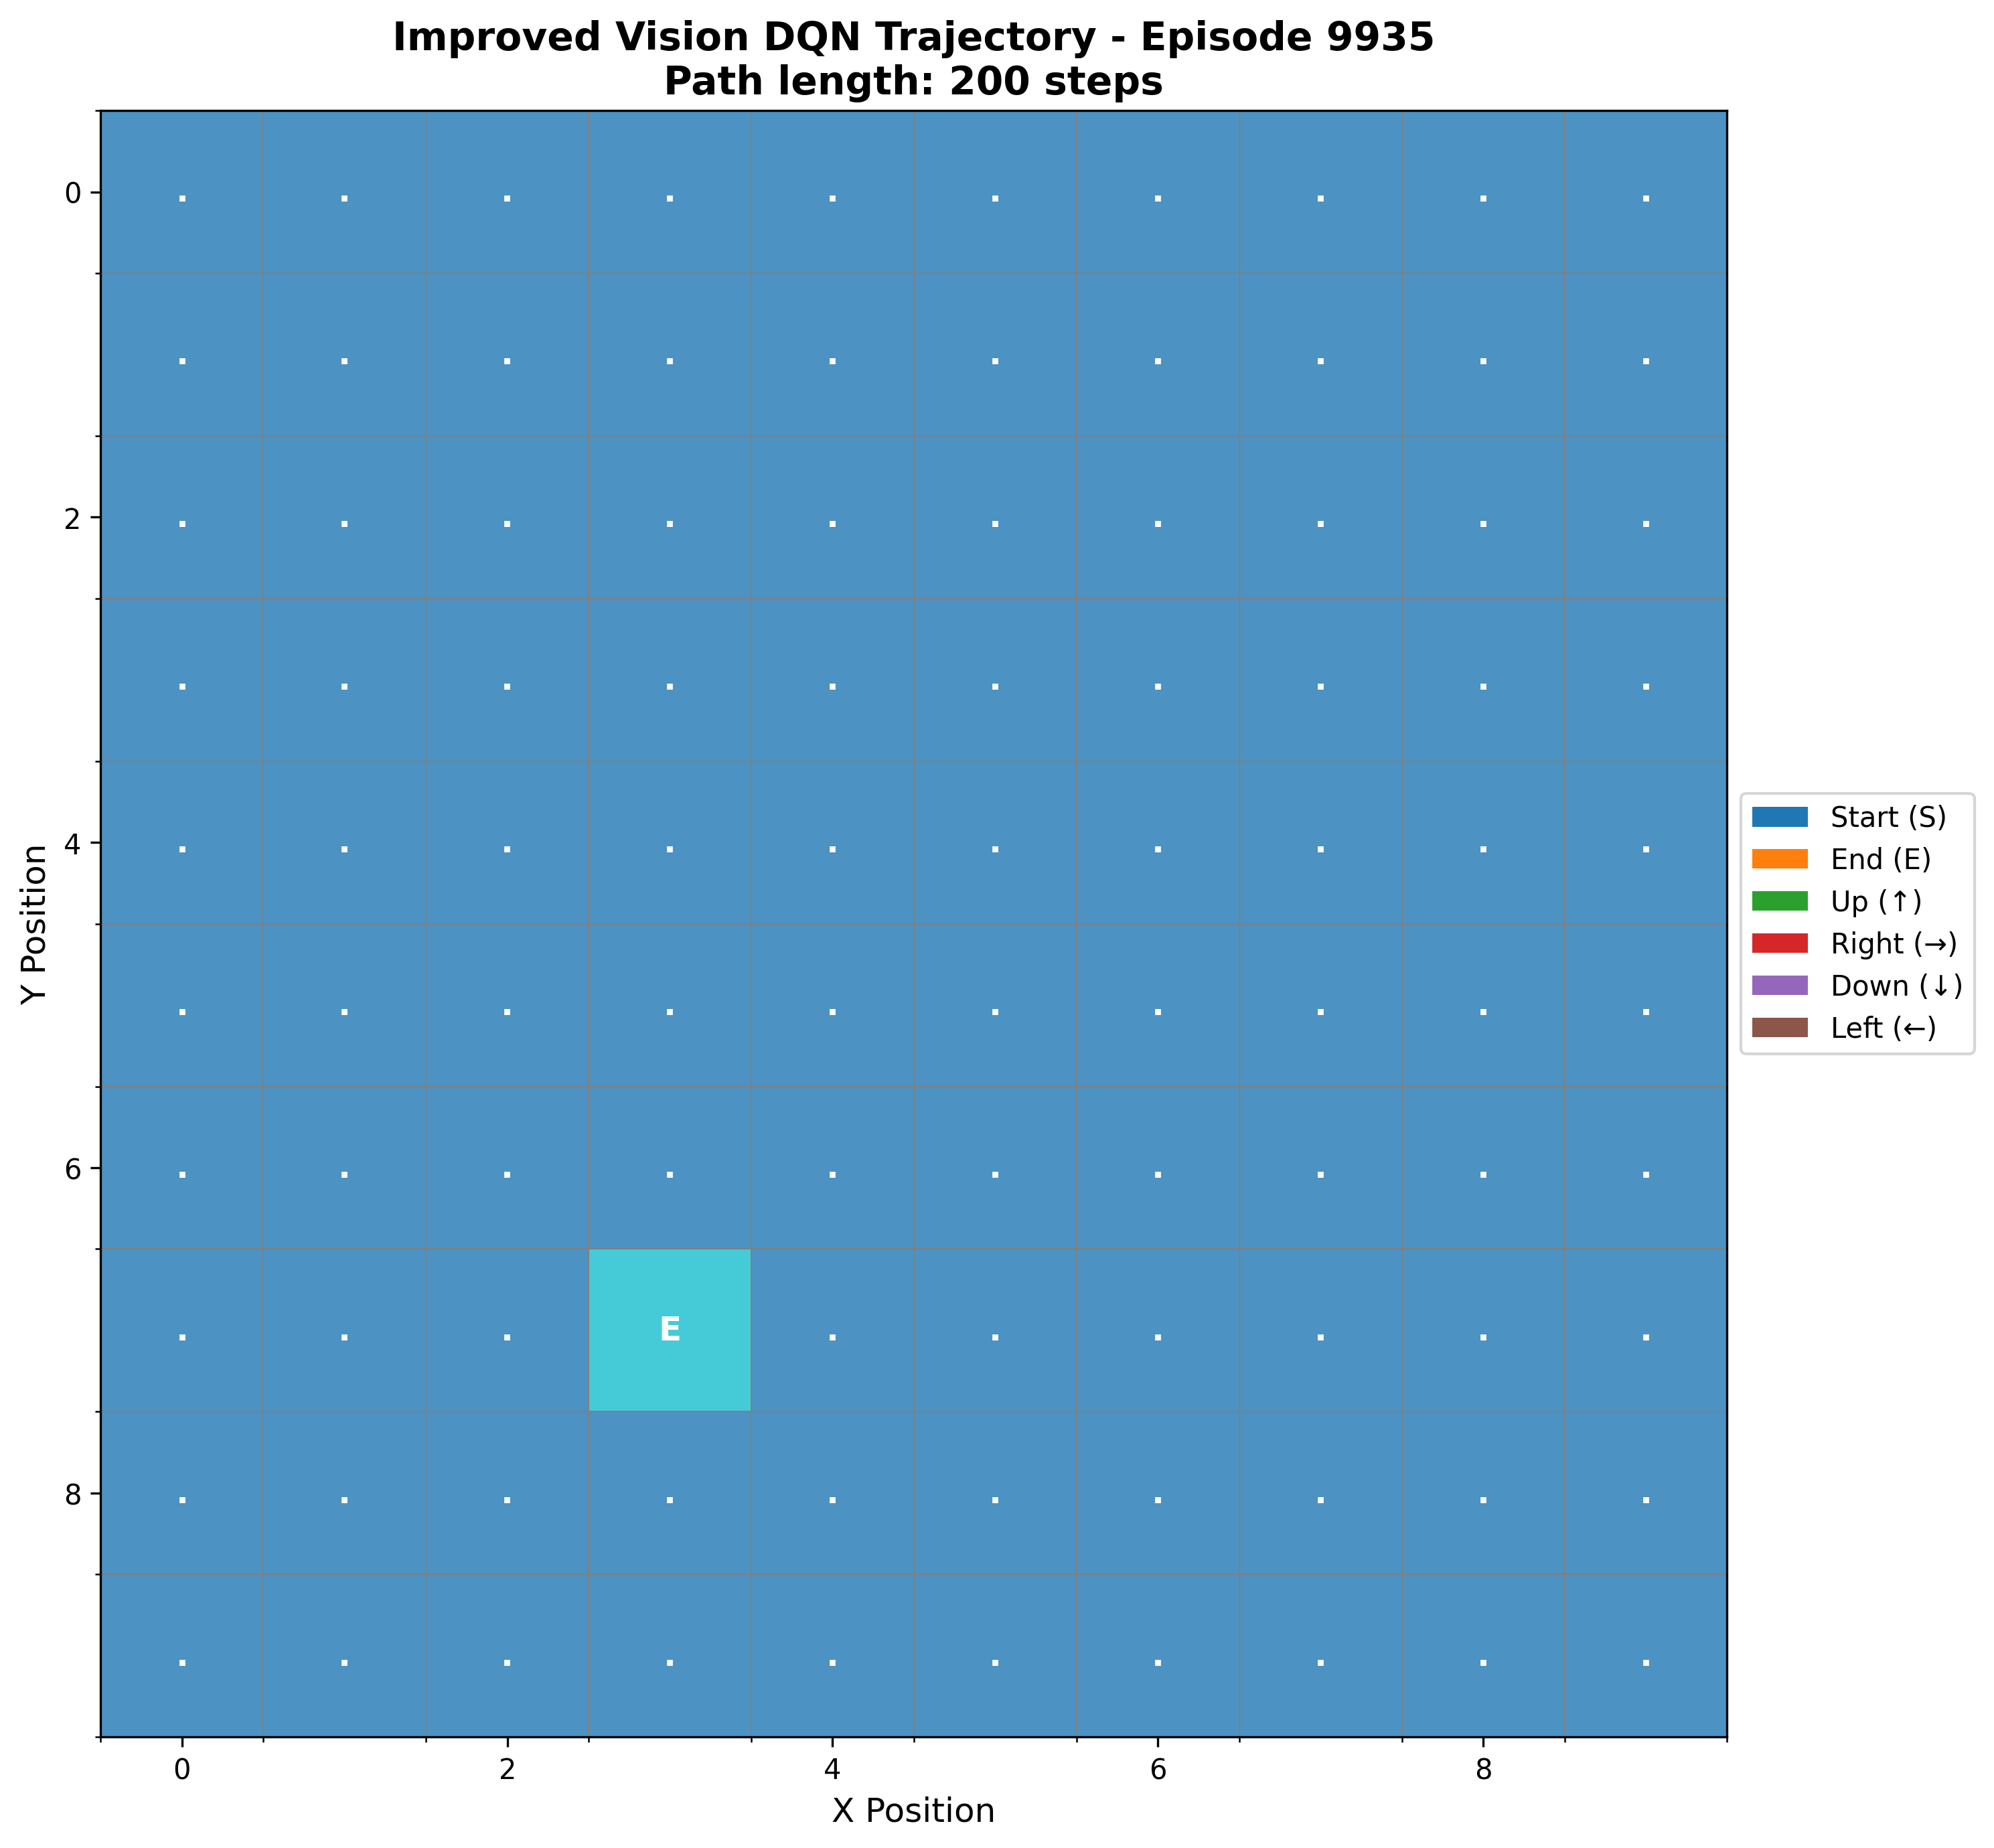 Improved Vision DQN Trajectory - Episode 9935
Path length: 200 steps
0
2
4
6
8
Y Position
E
0 2 4 6 8
X Position
Start (S)
End (E)
Up (↑)
Right (→)
Down (↓)
Left (←)